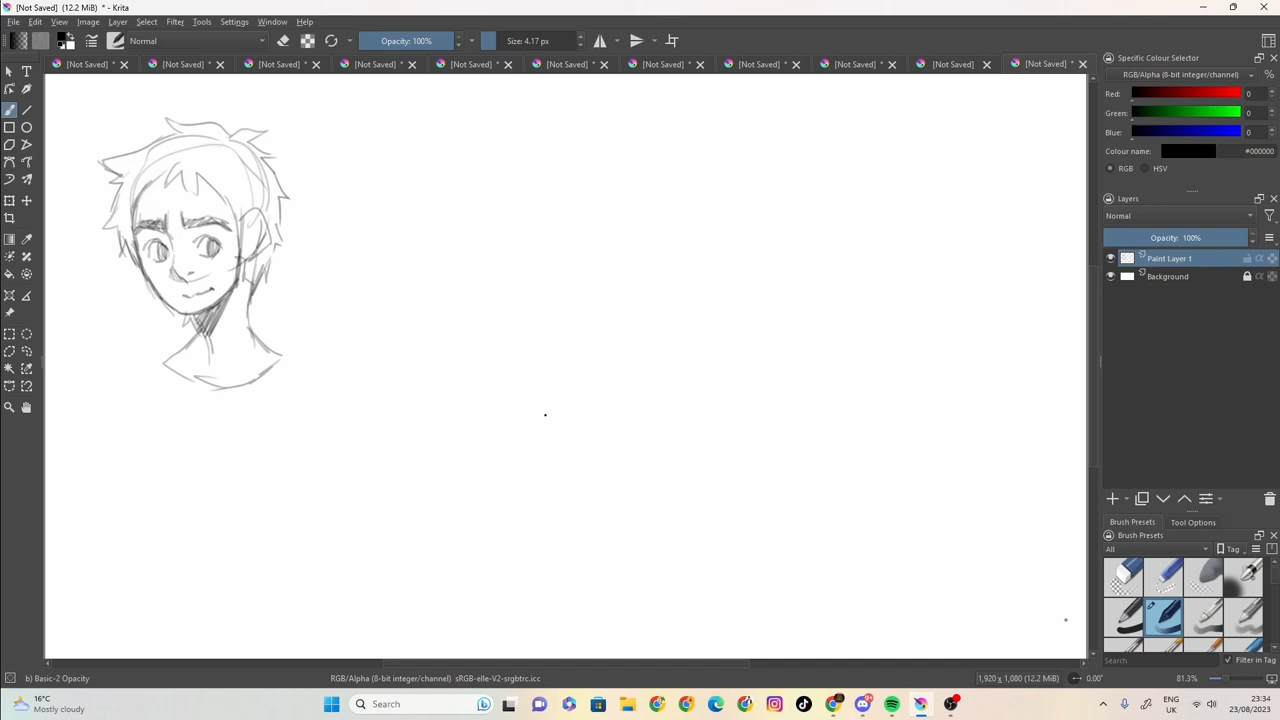 [Not Saved] (12.2 MiB) * - Krita
File Edit View Image Layer Select Filter Tools Settings Window Help
Normal Opacity: 100% Size: 4.17 px
[Not Saved] * [Not Saved] * [Not Saved] * [Not Saved] * [Not Saved] * [Not Saved] * [Not Saved] * [Not Saved] * [Not Saved] * [Not Saved] [Not Saved] *
Specific Colour Selector
RGB/Alpha (8-bit integer/channel) %
Red: 0
Green: 0
Blue: 0
Colour name: #000000
RGB HSV
Layers
Normal
Opacity: 100%
Paint Layer 1
Background
Brush Presets Tool Options
Brush Presets
All Tag
Search Filter in Tag
b) Basic-2 Opacity RGB/Alpha (8-bit integer/channel) sRGB-elle-V2-srgbtrc.icc 1,920 x 1,080 (12.2 MiB) 0.00° 81.3%
16°C
Mostly cloudy
Search
ENG
UK
23:34
23/08/2023